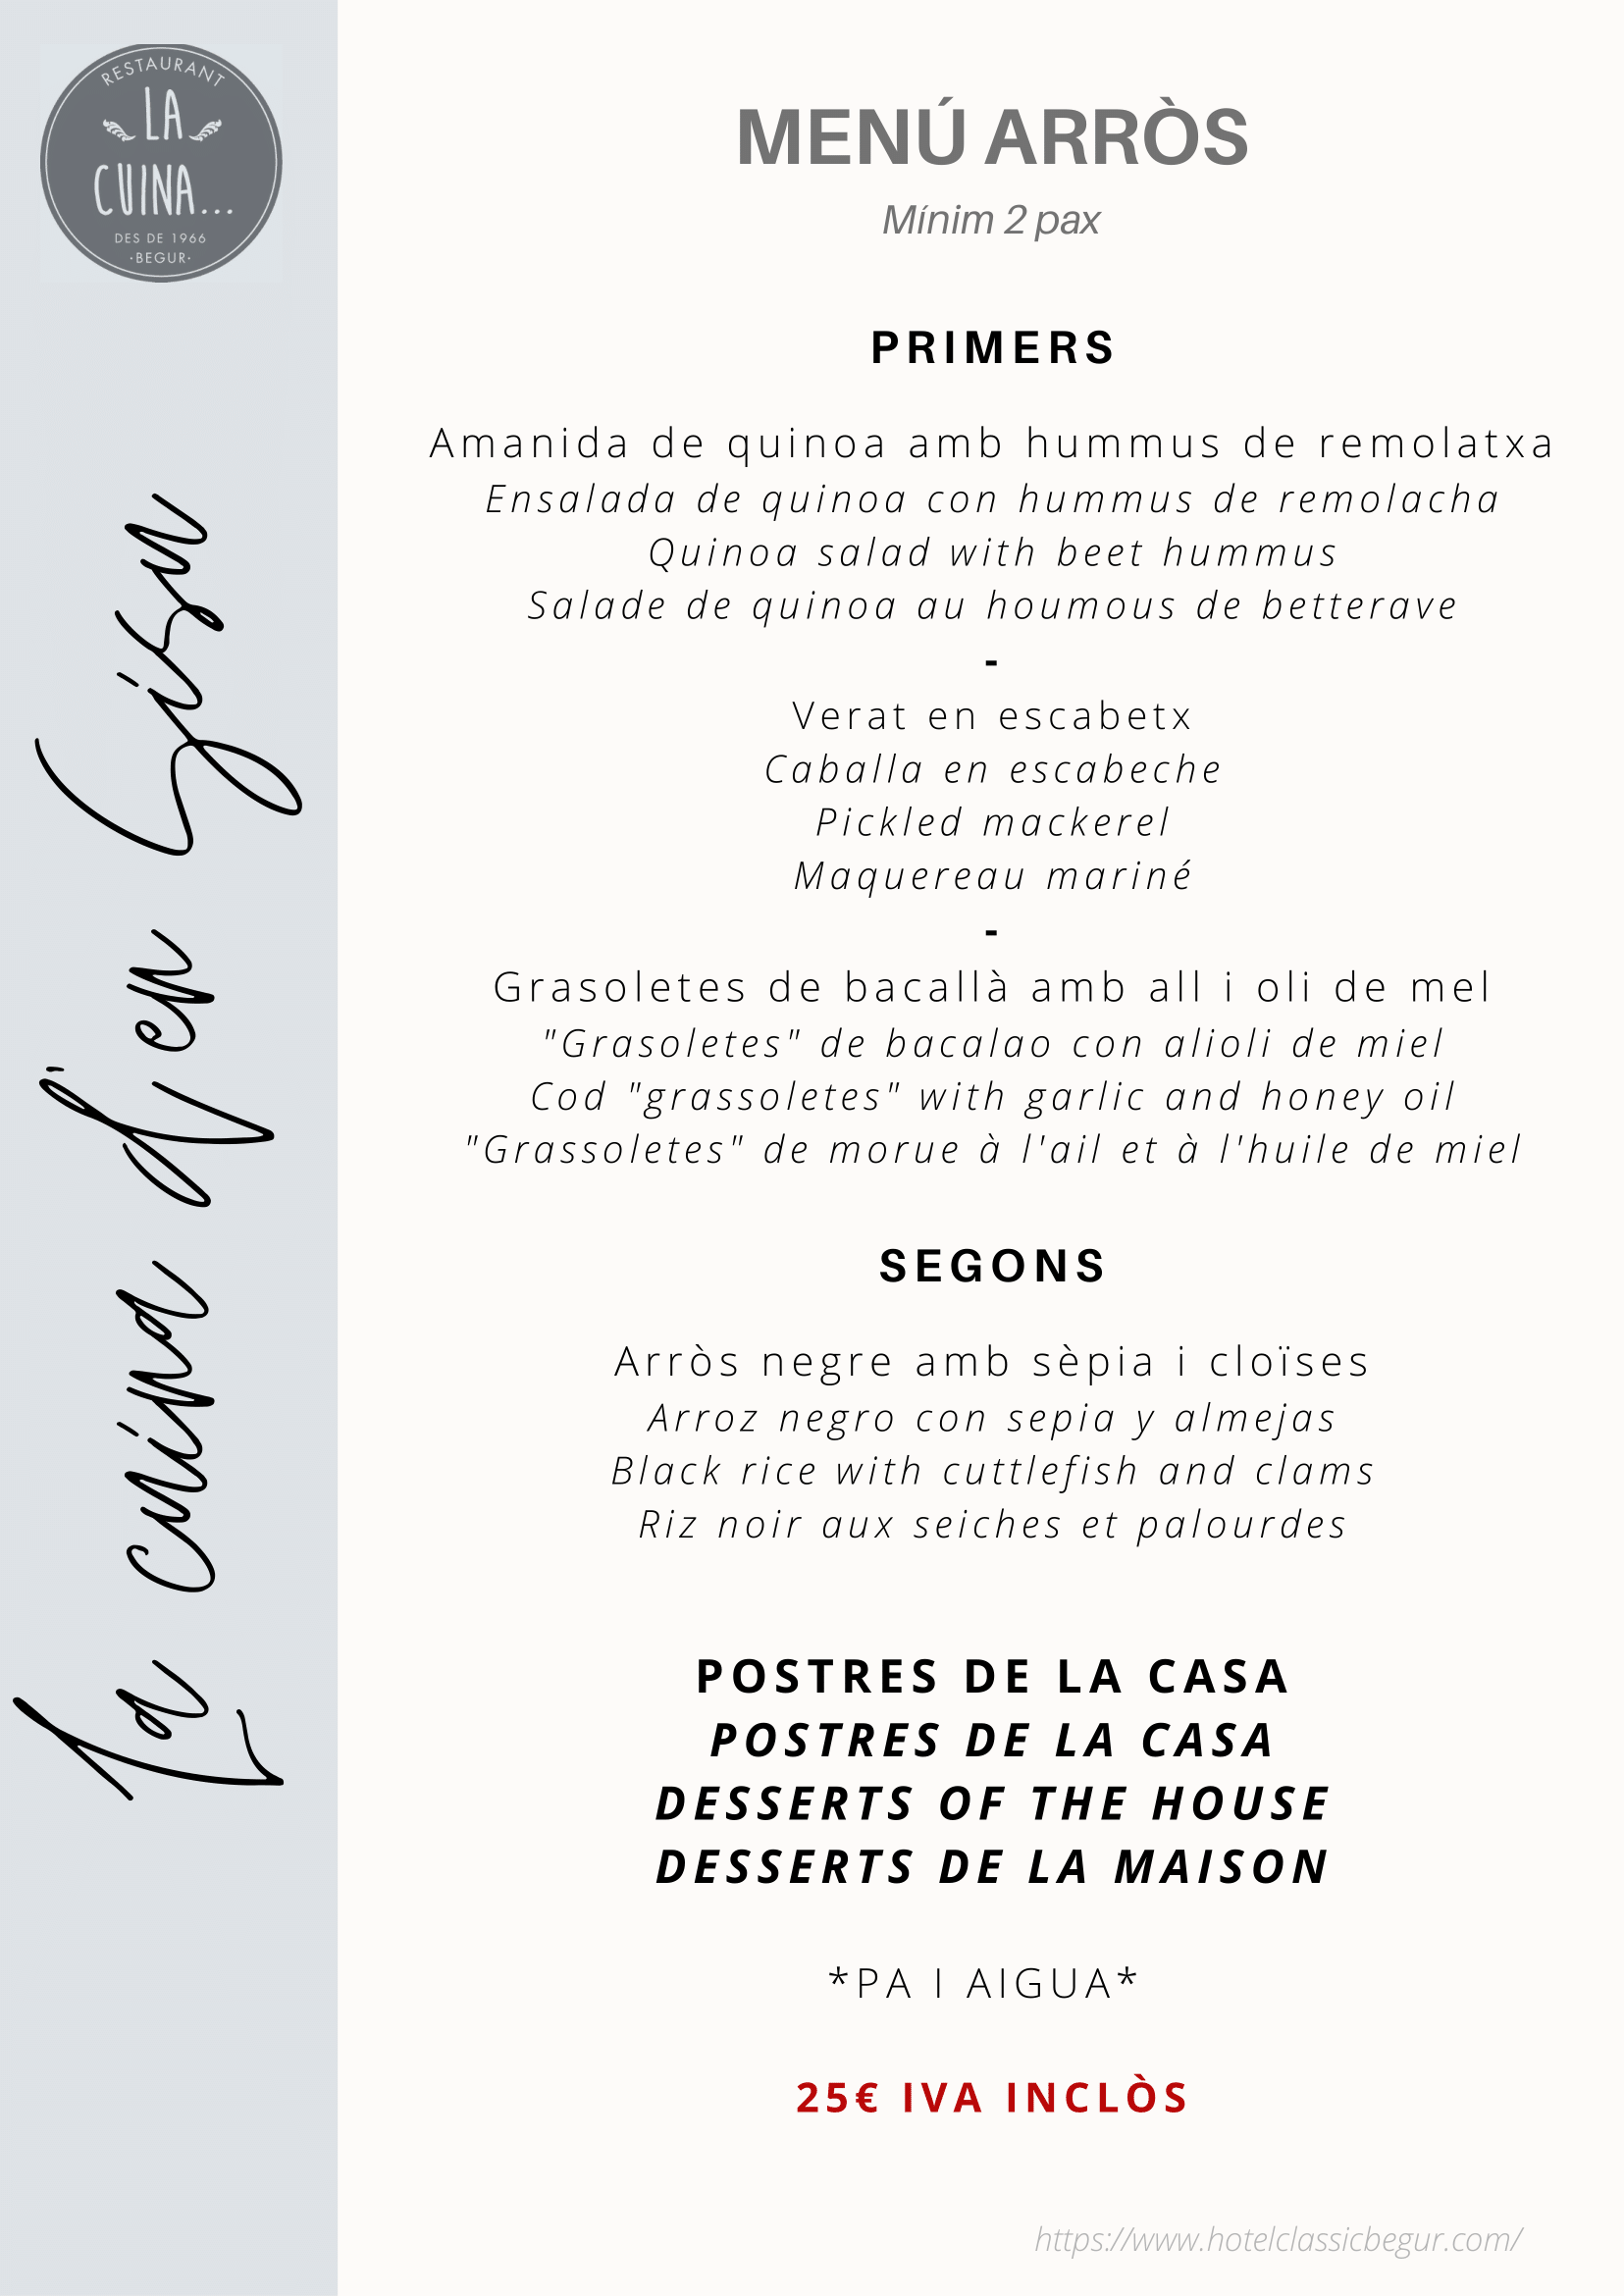 RESTAURANT
LA
CUINA...
DES DE 1966
·BEGUR·
La cuina d'en Sisu
MENÚ ARRÒS
Mínim 2 pax
PRIMERS
Amanida de quinoa amb hummus de remolatxa
Ensalada de quinoa con hummus de remolacha
Quinoa salad with beet hummus
Salade de quinoa au houmous de betterave
-
Verat en escabetx
Caballa en escabeche
Pickled mackerel
Maquereau mariné
-
Grasoletes de bacallà amb all i oli de mel
"Grasoletes" de bacalao con alioli de miel
Cod "grassoletes" with garlic and honey oil
"Grassoletes" de morue à l'ail et à l'huile de miel
SEGONS
Arròs negre amb sèpia i cloïses
Arroz negro con sepia y almejas
Black rice with cuttlefish and clams
Riz noir aux seiches et palourdes
POSTRES DE LA CASA
POSTRES DE LA CASA
DESSERTS OF THE HOUSE
DESSERTS DE LA MAISON
*PA I AIGUA*
25€ IVA INCLÒS
https://www.hotelclassicbegur.com/